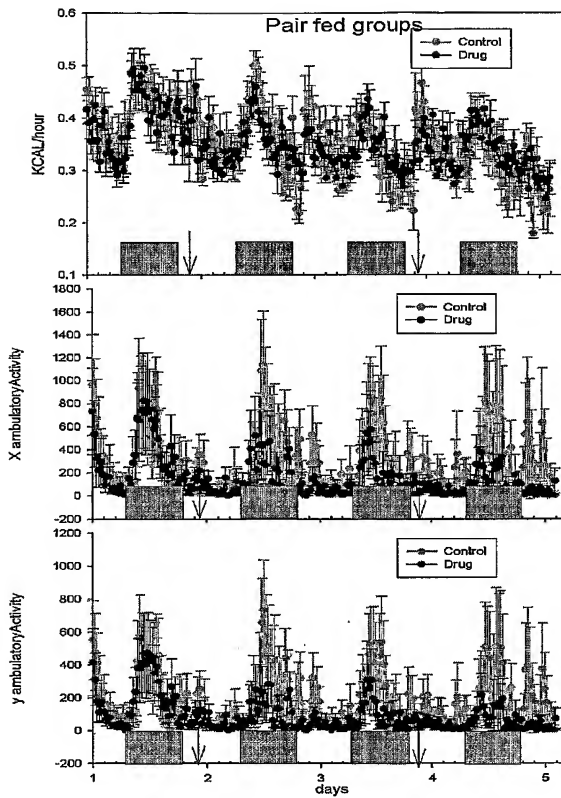 Pair fed groups
Control
Drug
KCAL/hour
0.6
0.5
0.4
0.3
0.2
0.1
Control
Drug
X ambulatoryActivity
1800
1600
1400
1200
1000
800
600
400
200
0
-200
Control
Drug
y ambulatoryActivity
1200
1000
800
600
400
200
0
-200
1
2
3
4
5
days